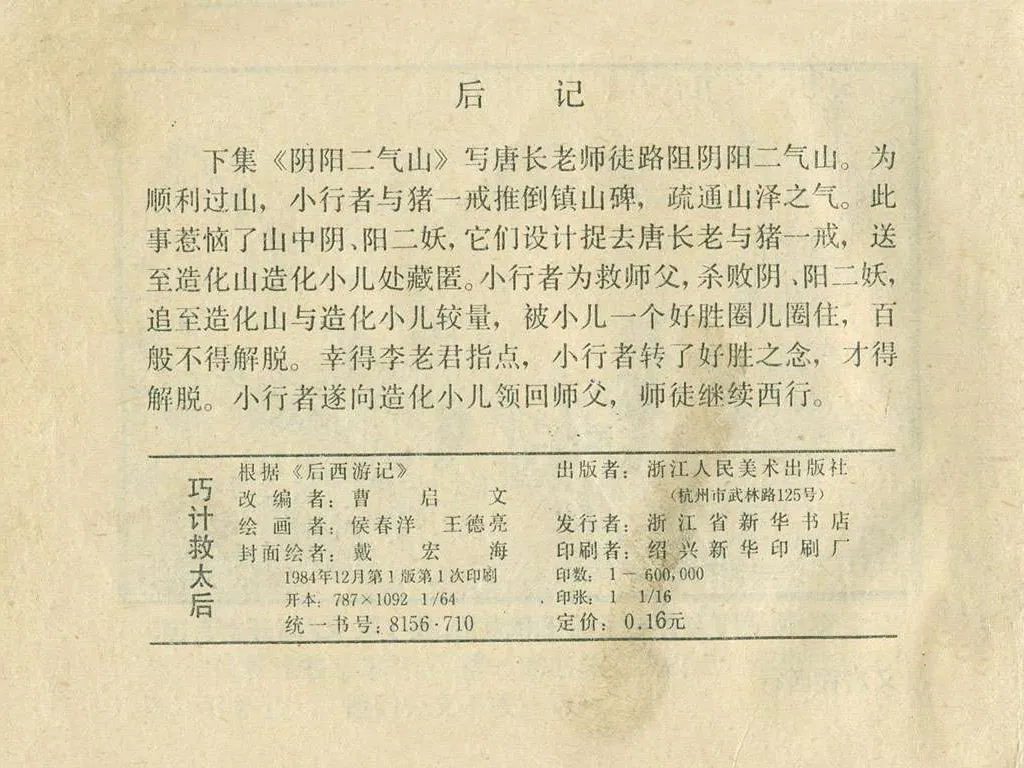 后 记
下集《阴阳二气山》写唐长老师徒路阻阴阳二气山。为
顺利过山，小行者与猪一戒推倒镇山碑，疏通山泽之气。此
事惹恼了山中阴、阳二妖，它们设计捉去唐长老与猪一戒，送
至造化山造化小儿处藏匿。小行者为救师父，杀败阴、阳二妖，
追至造化山与造化小儿较量，被小儿一个好胜圈儿圈住，百
般不得解脱。幸得李老君指点，小行者转了好胜之念，才得
解脱。小行者遂向造化小儿领回师父，师徒继续西行。
巧计救太后
根据《后西游记》
改编者：曹启文
绘画者：侯春洋 王德亮
封面绘者：戴宏海
1984年12月第1版第1次印刷
开本：787×1092 1/64
统一书号：8156·710
出版者：浙江人民美术出版社
（杭州市武林路125号）
发行者：浙江省新华书店
印刷者：绍兴新华印刷厂
印数：1—600,000
印张：1 1/16
定价：0.16元